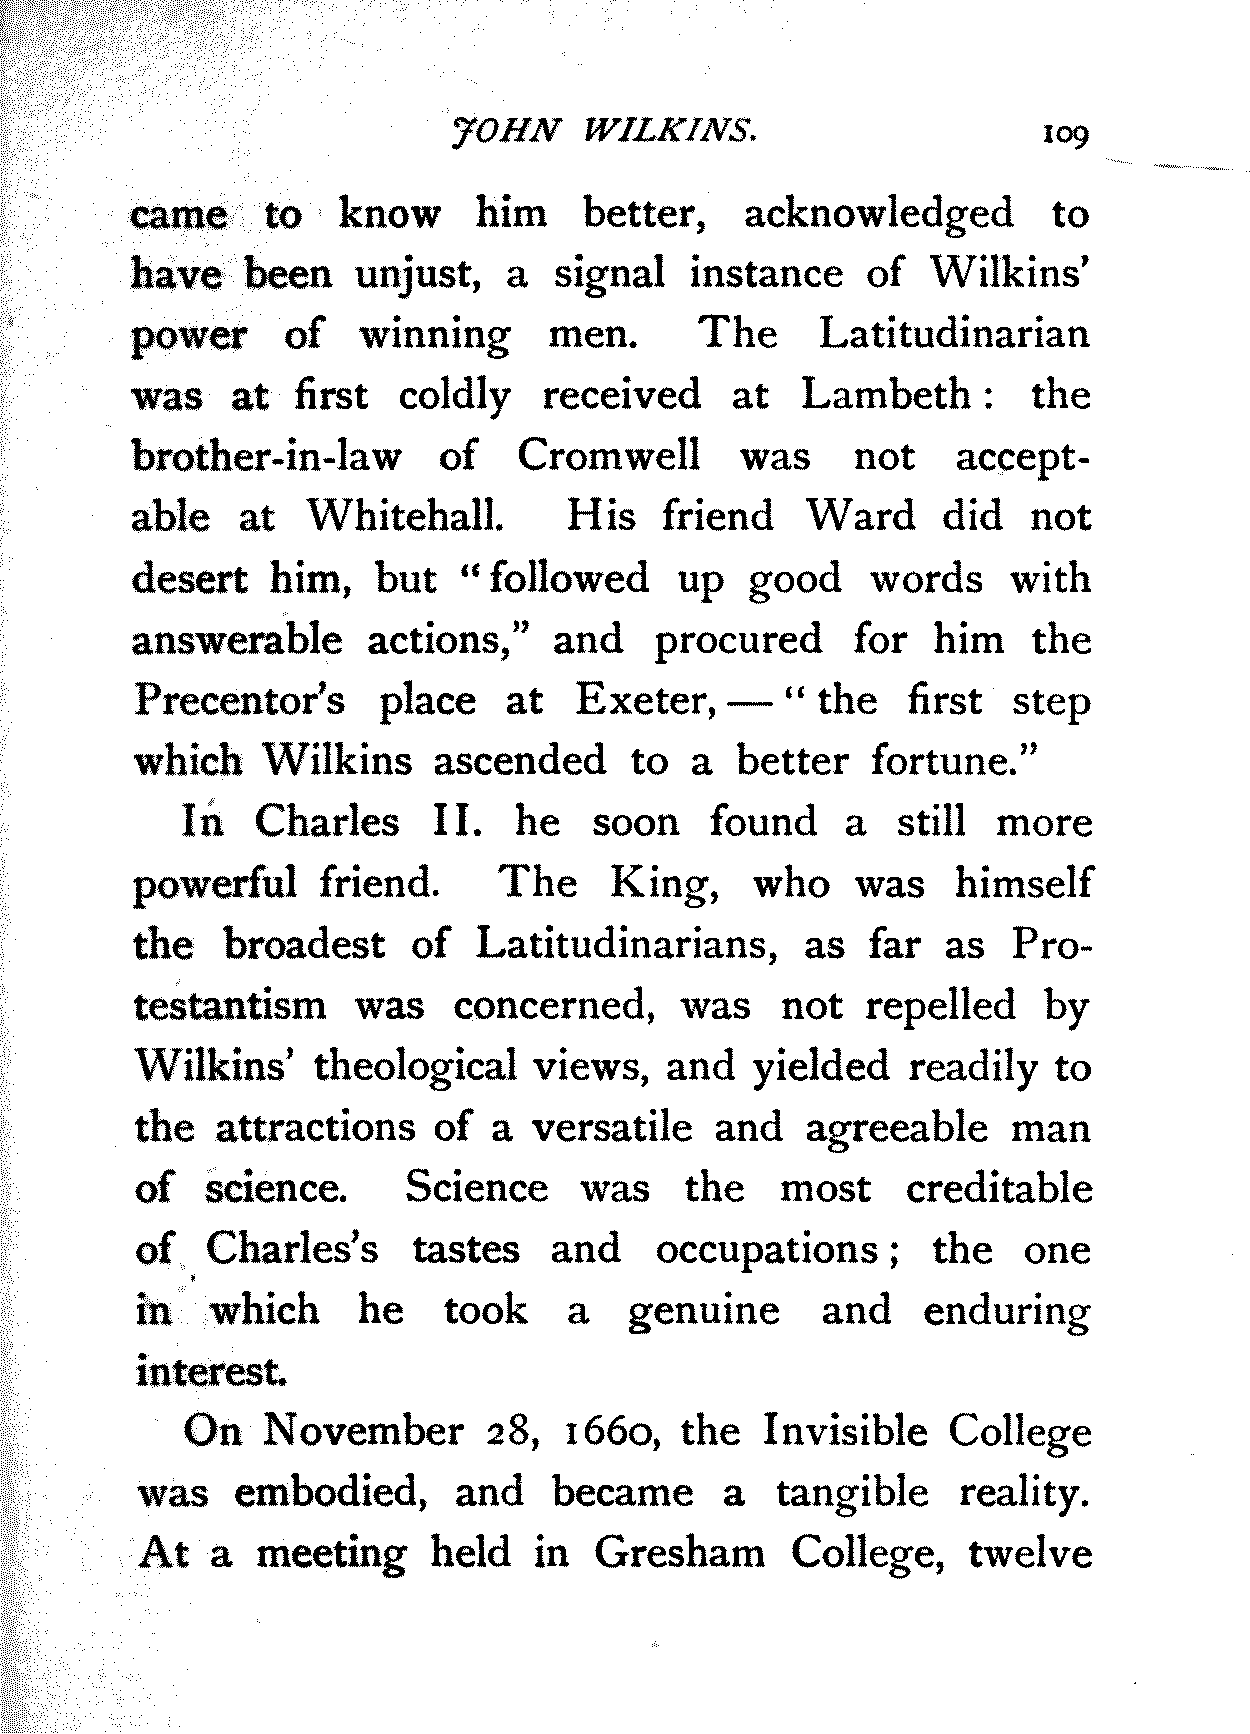 JOHN WILKINS. 109
came to know him better, acknowledged to
have been unjust, a signal instance of Wilkins'
power of winning men. The Latitudinarian
was at first coldly received at Lambeth : the
brother-in-law of Cromwell was not accept-
able at Whitehall. His friend Ward did not
desert him, but “ followed up good words with
answerable actions,” and procured for him the
Precentor's place at Exeter, — “ the first step
which Wilkins ascended to a better fortune.”
In Charles II. he soon found a still more
powerful friend. The King, who was himself
the broadest of Latitudinarians, as far as Pro-
testantism was concerned, was not repelled by
Wilkins' theological views, and yielded readily to
the attractions of a versatile and agreeable man
of science. Science was the most creditable
of Charles's tastes and occupations ; the one
in which he took a genuine and enduring
interest.
On November 28, 1660, the Invisible College
was embodied, and became a tangible reality.
At a meeting held in Gresham College, twelve